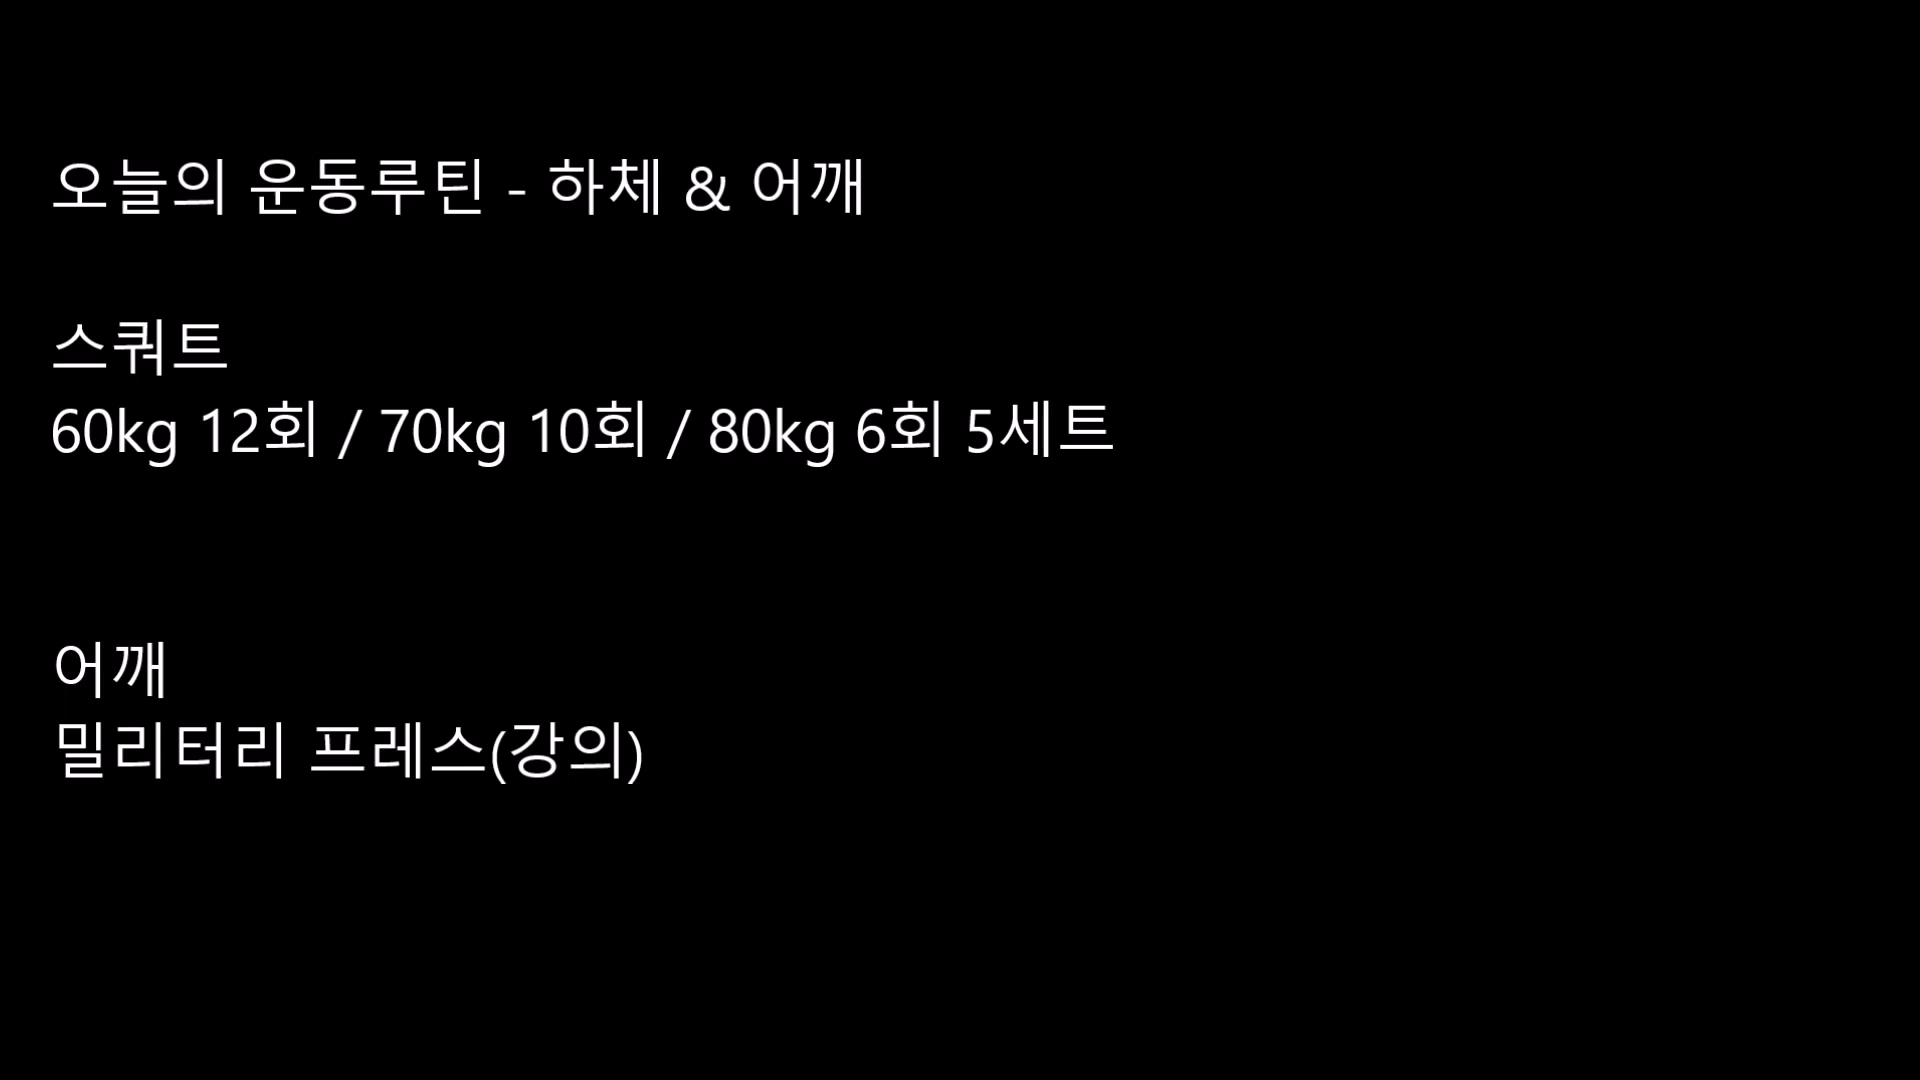 오늘의 운동루틴 - 하체 & 어깨
스쿼트
60kg 12회 / 70kg 10회 / 80kg 6회 5세트
어깨
밀리터리 프레스(강의)